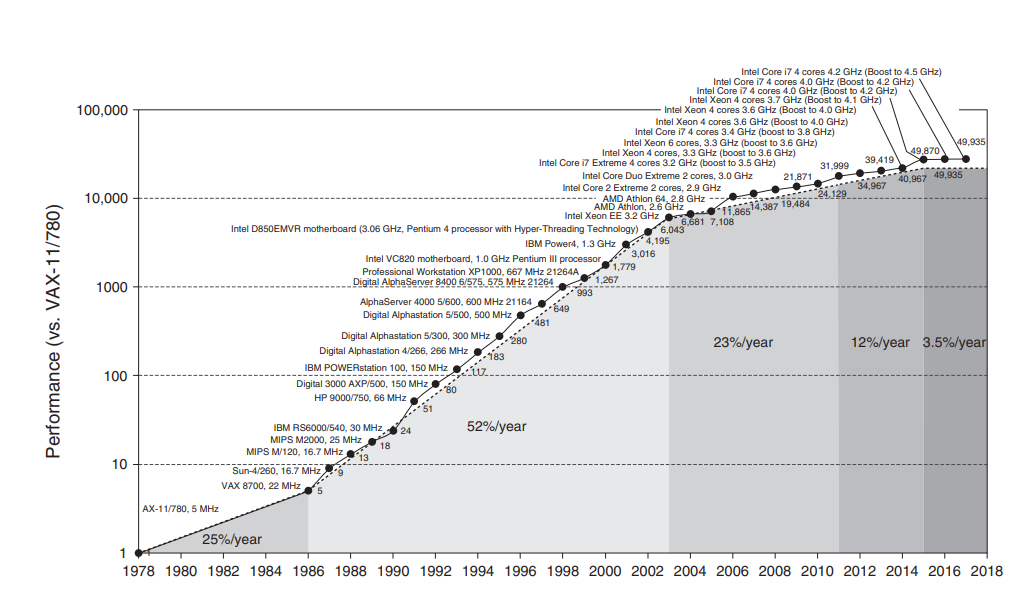 Intel Core i7 4 cores 4.2 GHz (Boost to 4.5 GHz)
Intel Core i7 4 cores 4.0 GHz (Boost to 4.2 GHz)
Intel Core i7 4 cores 4.0 GHz (Boost to 4.2 GHz)
Intel Xeon 4 cores 3.7 GHz (Boost to 4.1 GHz)
Intel Xeon 4 cores 3.6 GHz (Boost to 4.0 GHz)
Intel Xeon 4 cores 3.6 GHz (Boost to 4.0 GHz)
Intel Core i7 4 cores 3.4 GHz (boost to 3.8 GHz)
Intel Xeon 6 cores, 3.3 GHz (boost to 3.6 GHz)
Intel Xeon 4 cores, 3.3 GHz (boost to 3.6 GHz)
Intel Core i7 Extreme 4 cores 3.2 GHz (boost to 3.5 GHz)
Intel Core Duo Extreme 2 cores, 3.0 GHz
Intel Core 2 Extreme 2 cores, 2.9 GHz
AMD Athlon 64, 2.8 GHz
AMD Athlon, 2.6 GHz
Intel Xeon EE 3.2 GHz
Intel D850EMVR motherboard (3.06 GHz, Pentium 4 processor with Hyper-Threading Technology)
IBM Power4, 1.3 GHz
Intel VC820 motherboard, 1.0 GHz Pentium III processor
Professional Workstation XP1000, 667 MHz 21264A
Digital AlphaServer 8400 6/575, 575 MHz 21264
AlphaServer 4000 5/600, 600 MHz 21164
Digital Alphastation 5/500, 500 MHz
Digital Alphastation 5/300, 300 MHz
Digital Alphastation 4/266, 266 MHz
IBM POWERstation 100, 150 MHz
Digital 3000 AXP/500, 150 MHz
HP 9000/750, 66 MHz
IBM RS6000/540, 30 MHz
MIPS M2000, 25 MHz
MIPS M/120, 16.7 MHz
Sun-4/260, 16.7 MHz
VAX 8700, 22 MHz
AX-11/780, 5 MHz
5
9
13
18
24
51
80
117
183
280
481
649
993
1,267
1,779
3,016
4,195
6,043
6,681
7,108
11,865
14,387
19,484
21,871
24,129
31,999
34,967
39,419
40,967
49,870
49,935
49,935
25%/year
52%/year
23%/year
12%/year
3.5%/year
Performance (vs. VAX-11/780)
100,000
10,000
1000
100
10
1
1978 1980 1982 1984 1986 1988 1990 1992 1994 1996 1998 2000 2002 2004 2006 2008 2010 2012 2014 2016 2018